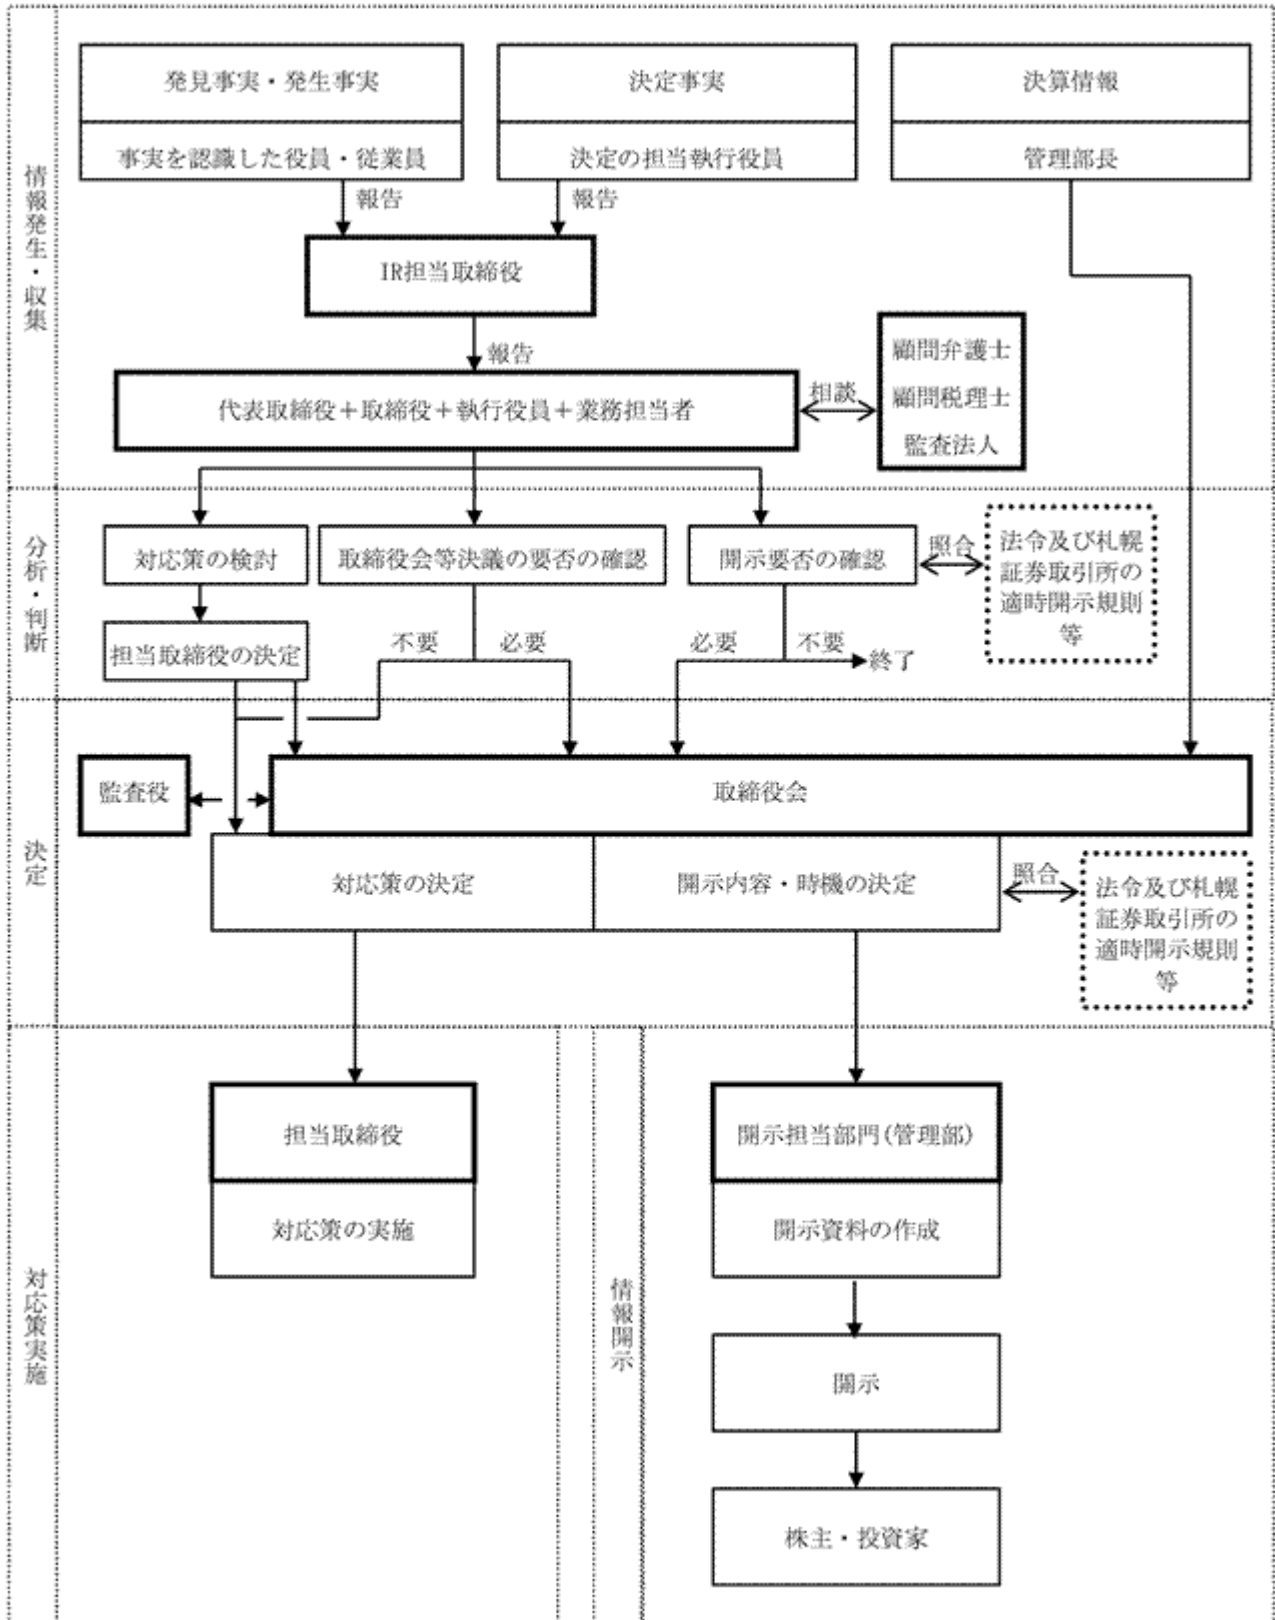 情報発生・収集
発見事実・発生事実
事実を認識した役員・従業員
決定事実
決定の担当執行役員
決算情報
管理部長
報告
報告
IR担当取締役
報告
代表取締役＋取締役＋執行役員＋業務担当者
相談
顧問弁護士
顧問税理士
監査法人
分析・判断
対応策の検討
取締役会等決議の要否の確認
開示要否の確認
照合
法令及び札幌
証券取引所の
適時開示規則
等
担当取締役の決定
不要
必要
必要
不要
終了
決定
監査役
取締役会
対応策の決定
開示内容・時機の決定
照合
法令及び札幌
証券取引所の
適時開示規則
等
対応策実施
担当取締役
対応策の実施
情報開示
開示担当部門(管理部)
開示資料の作成
開示
株主・投資家